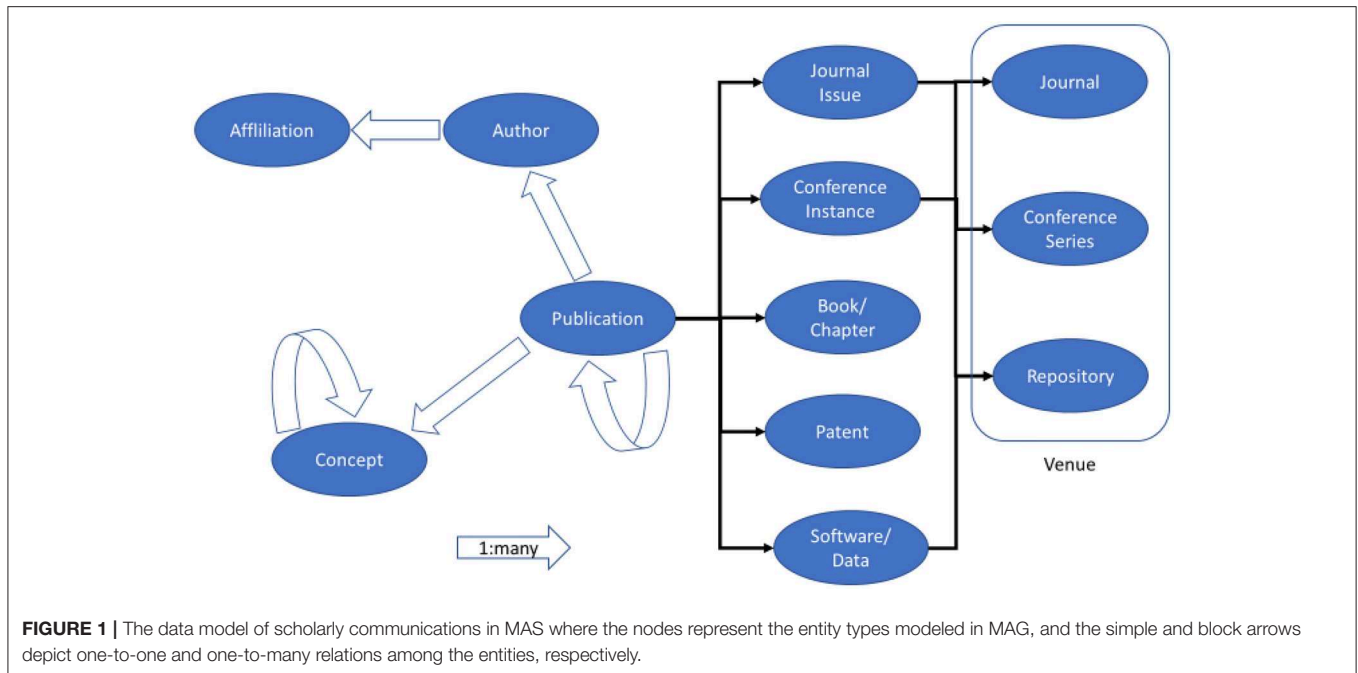 Affliliation
Author
Publication
Concept
1:many
Journal
Issue
Conference
Instance
Book/
Chapter
Patent
Software/
Data
Journal
Conference
Series
Repository
Venue
FIGURE 1 | The data model of scholarly communications in MAS where the nodes represent the entity types modeled in MAG, and the simple and block arrows
depict one-to-one and one-to-many relations among the entities, respectively.